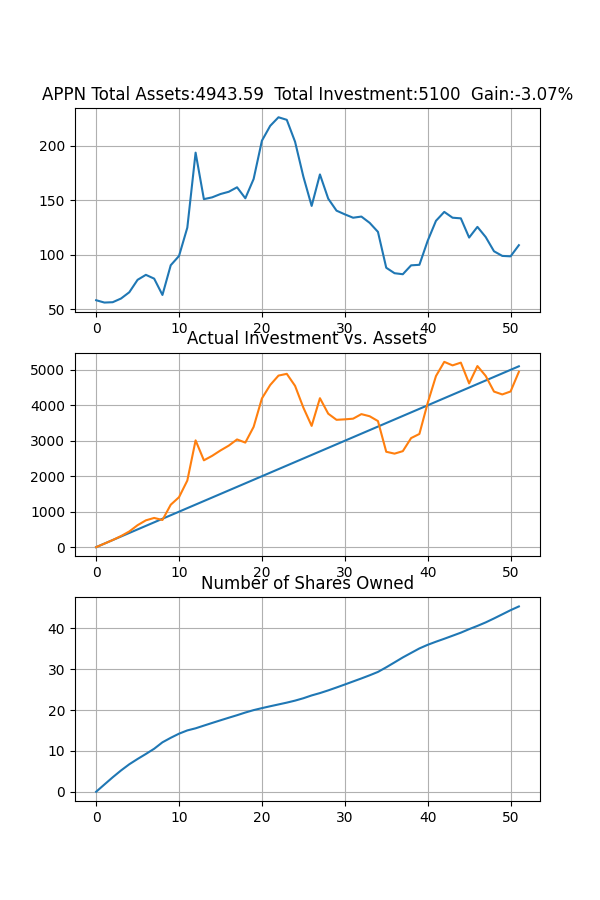 APPN Total Assets:4943.59  Total Investment:5100  Gain:-3.07%
200
150
100
50
0 10 20 30 40 50
Actual Investment vs. Assets
5000
4000
3000
2000
1000
0
0 10 20 30 40 50
Number of Shares Owned
40
30
20
10
0
0 10 20 30 40 50